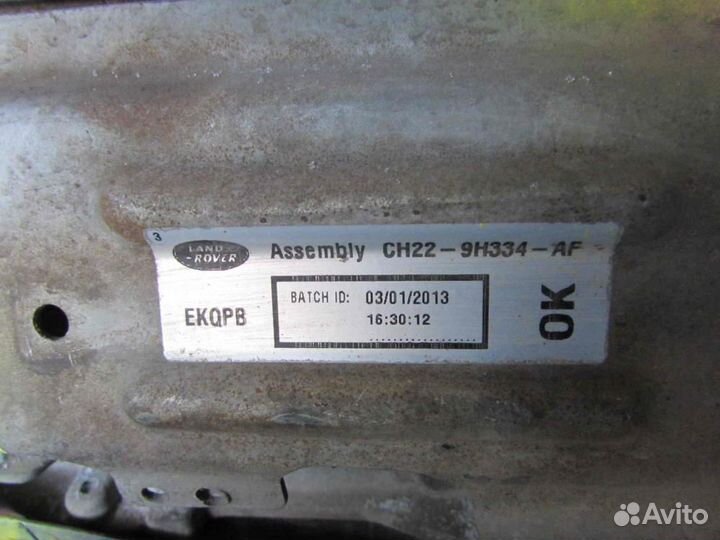 3
LAND
ROVER
Assembly CH22-9H334-AF
EKQPB
BATCH ID: 03/01/2013
16:30:12
OK
Avito